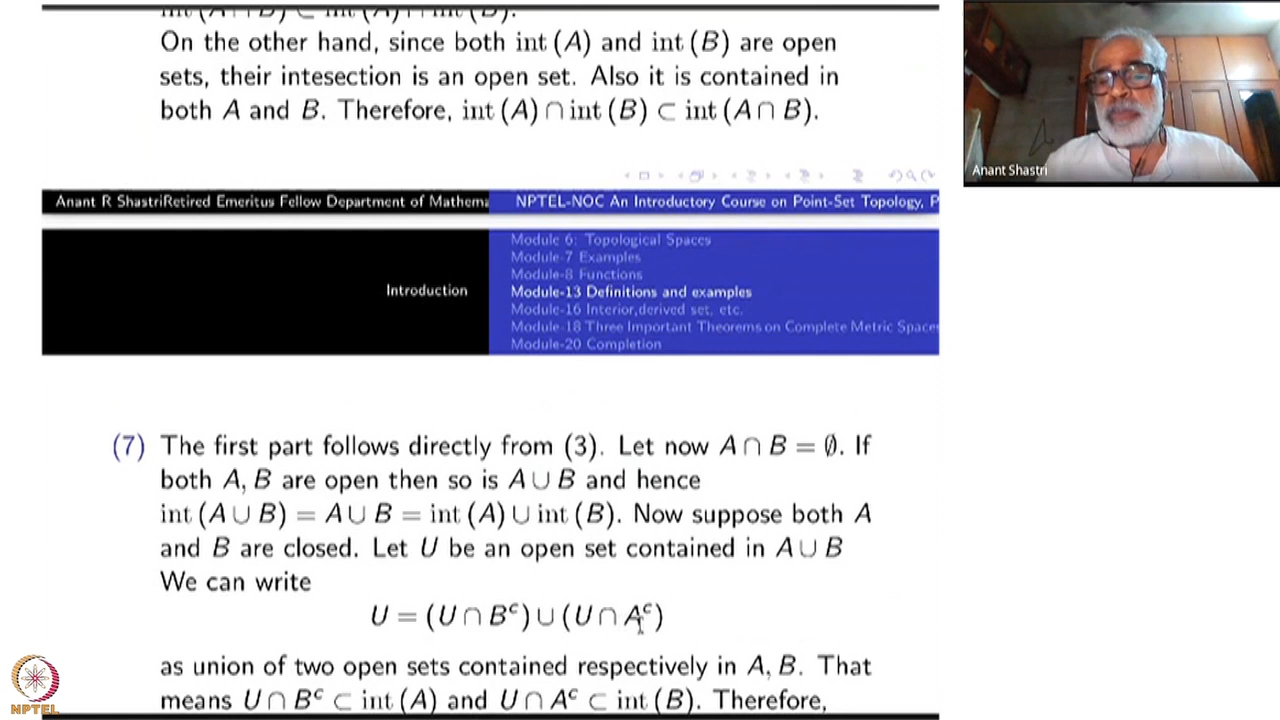 int (A ∩ B) ⊂ int (A) ∩ int (B).
On the other hand, since both int (A) and int (B) are open
sets, their intesection is an open set. Also it is contained in
both A and B. Therefore, int (A) ∩ int (B) ⊂ int (A ∩ B).
Anant Shastri
Anant R ShastriRetired Emeritus Fellow Department of Mathema
NPTEL-NOC An Introductory Course on Point-Set Topology, P
Introduction
Module 6: Topological Spaces
Module-7 Examples
Module-8 Functions
Module-13 Definitions and examples
Module-16 Interior,derived set, etc.
Module-18 Three Important Theorems on Complete Metric Spaces
Module-20 Completion
(7) The first part follows directly from (3). Let now A ∩ B = ∅. If
both A, B are open then so is A ∪ B and hence
int (A ∪ B) = A ∪ B = int (A) ∪ int (B). Now suppose both A
and B are closed. Let U be an open set contained in A ∪ B
We can write
U = (U ∩ Bᶜ) ∪ (U ∩ Aᶜ)
as union of two open sets contained respectively in A, B. That
means U ∩ Bᶜ ⊂ int (A) and U ∩ Aᶜ ⊂ int (B). Therefore,
NPTEL